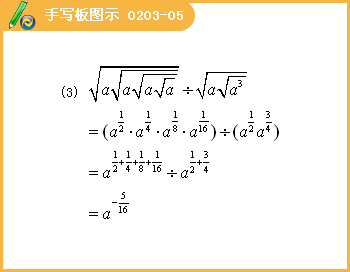 手写板图示 0203-05
(3) √(a√(a√(a√a))) ÷ √(a√(a³))
= (a^{1/2} · a^{1/4} · a^{1/8} · a^{1/16}) ÷ (a^{1/2} a^{3/4})
= a^{1/2+1/4+1/8+1/16} ÷ a^{1/2+3/4}
= a^{-5/16}